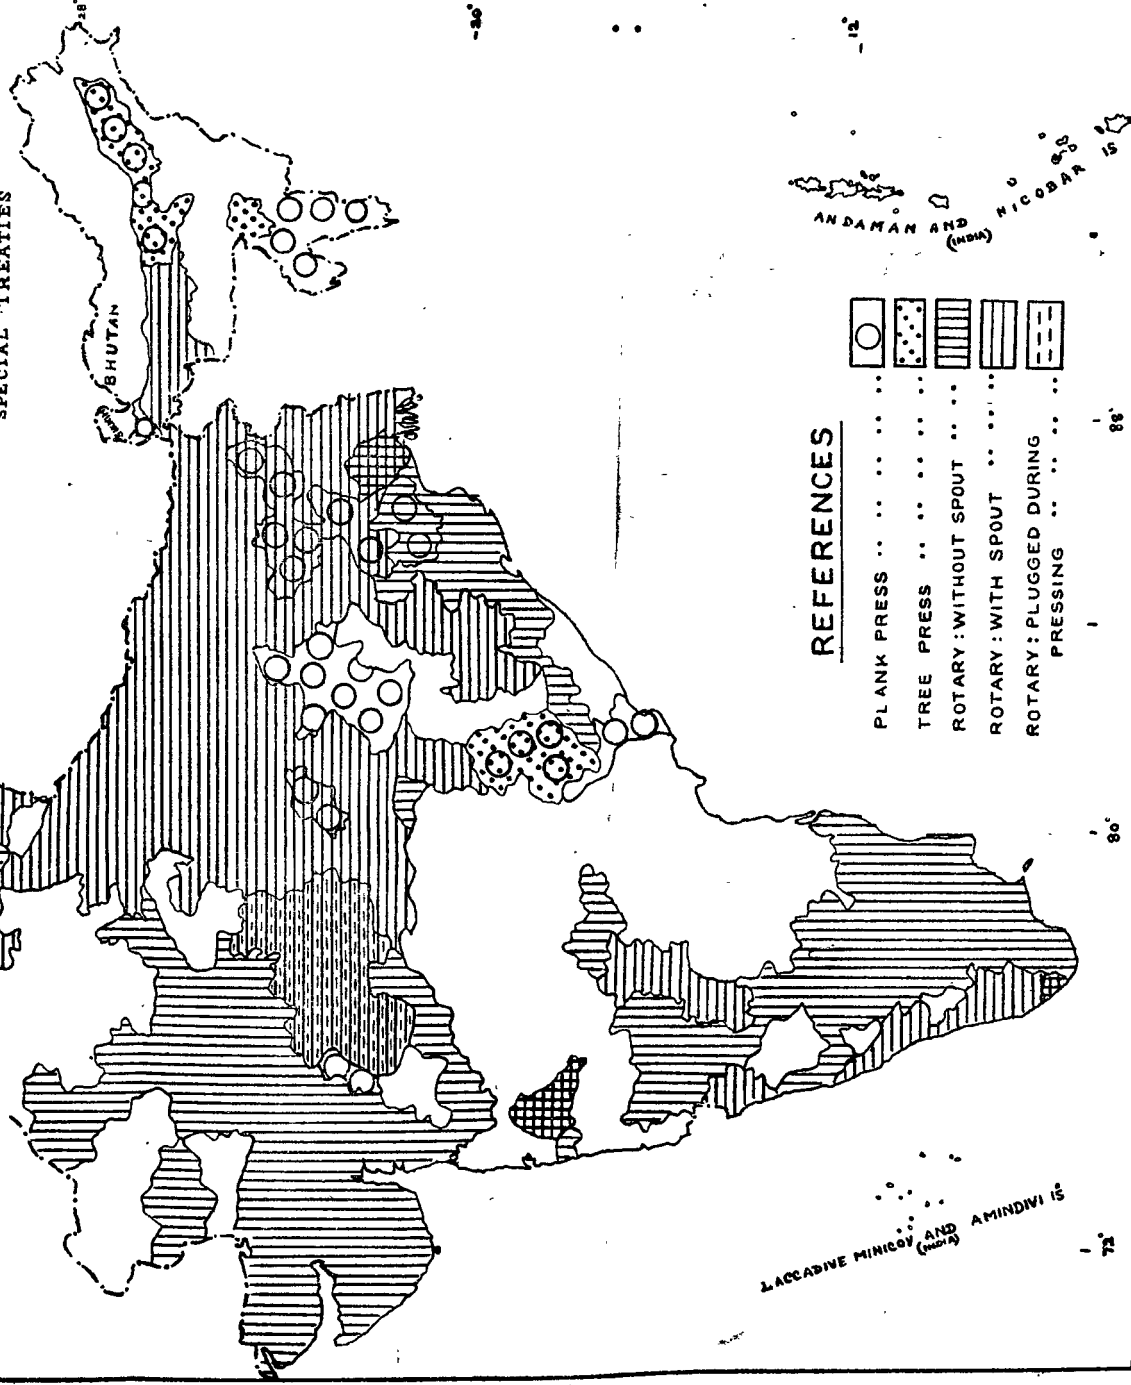 SPECIAL TREATIES
28°
-20°
-12°
BHUTAN
ANDAMAN AND NICOBAR IS
(INDIA)
REFERENCES
PLANK PRESS .. .. .. .. .. ..
TREE PRESS .. .. .. .. .. ..
ROTARY: WITHOUT SPOUT .. ..
ROTARY: WITH SPOUT .. .. ..
ROTARY: PLUGGED DURING
PRESSING .. .. .. ..
88°
80°
72°
LACCADIVE MINICOY AND AMINDIVI IS
(INDIA)